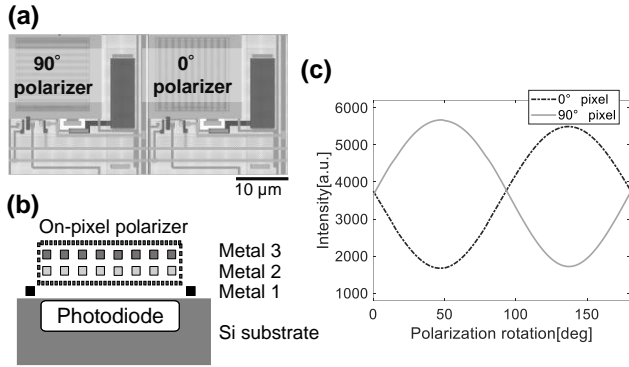 (a)
90° polarizer
0° polarizer
10 μm
(b)
On-pixel polarizer
Metal 3
Metal 2
Metal 1
Photodiode
Si substrate
(c)
0° pixel
90° pixel
6000
5000
4000
3000
2000
1000
Intensity[a.u.]
0
50
100
150
Polarization rotation[deg]